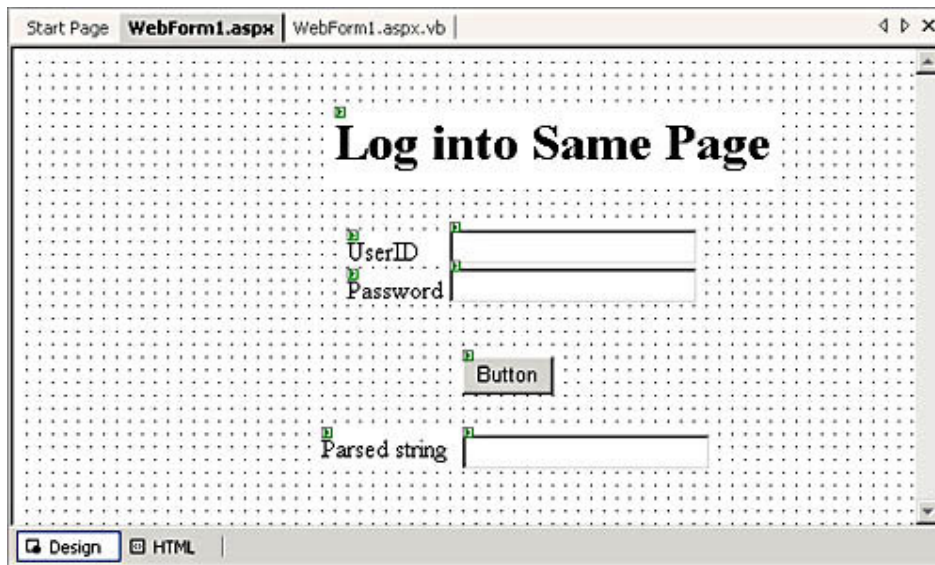 Start Page WebForm1.aspx WebForm1.aspx.vb
Log into Same Page
UserID
Password
Button
Parsed string
Design HTML